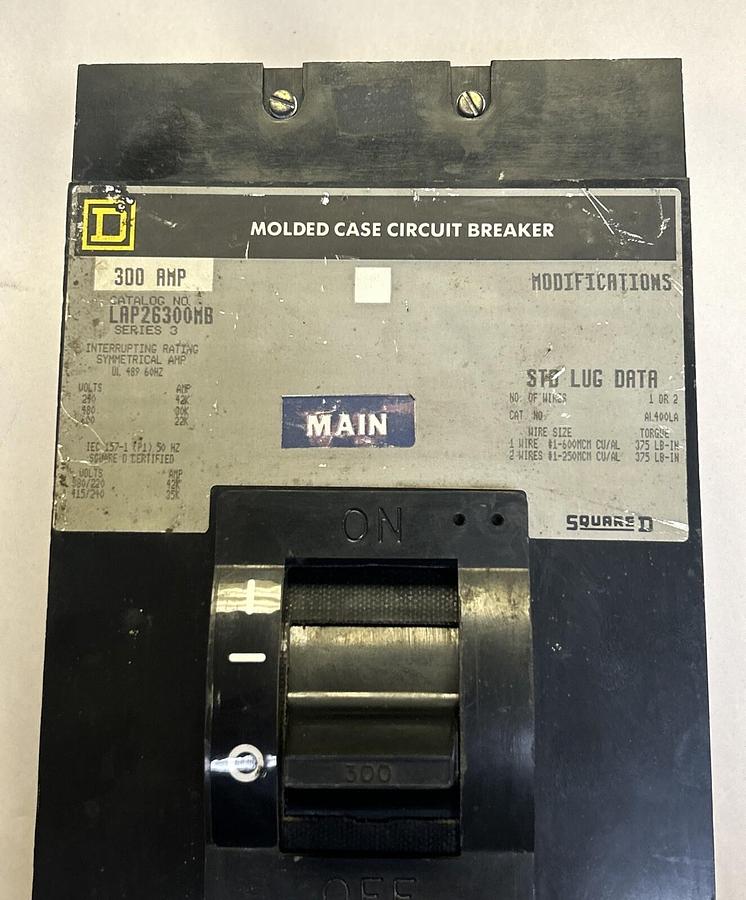 D
MOLDED CASE CIRCUIT BREAKER
300 AMP
CATALOG NO.
LAP26300MB
SERIES 3
INTERRUPTING RATING
SYMMETRICAL AMP
UL 489 60HZ
VOLTS AMP
240 42K
480 30K
600 22K
IEC 157-1 (P1) 50 HZ
SQUARE D CERTIFIED
VOLTS AMP
380/220 42K
415/240 35K
MODIFICATIONS
STD LUG DATA
NO. OF WIRES 1 OR 2
CAT. NO. AL400LA
WIRE SIZE TORQUE
1 WIRE #1-600MCM CU/AL 375 LB-IN
2 WIRES #1-250MCM CU/AL 375 LB-IN
MAIN
SQUARE D
ON
I
O
300
OFF